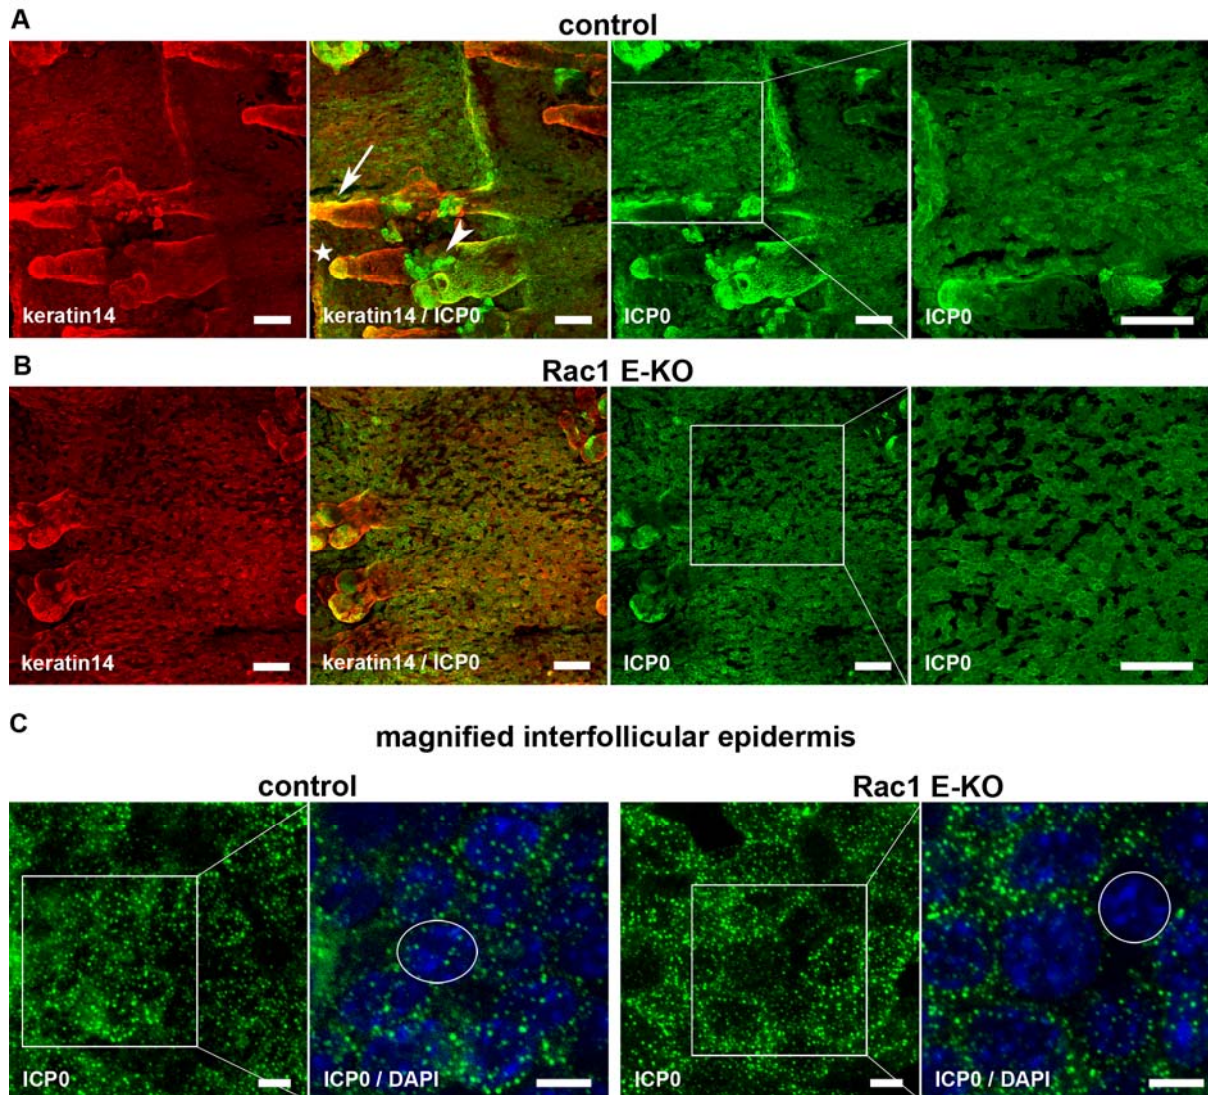 A
control
keratin14
keratin14 / ICP0
ICP0
ICP0
B
Rac1 E-KO
keratin14
keratin14 / ICP0
ICP0
ICP0
C
magnified interfollicular epidermis
control
Rac1 E-KO
ICP0
ICP0 / DAPI
ICP0
ICP0 / DAPI